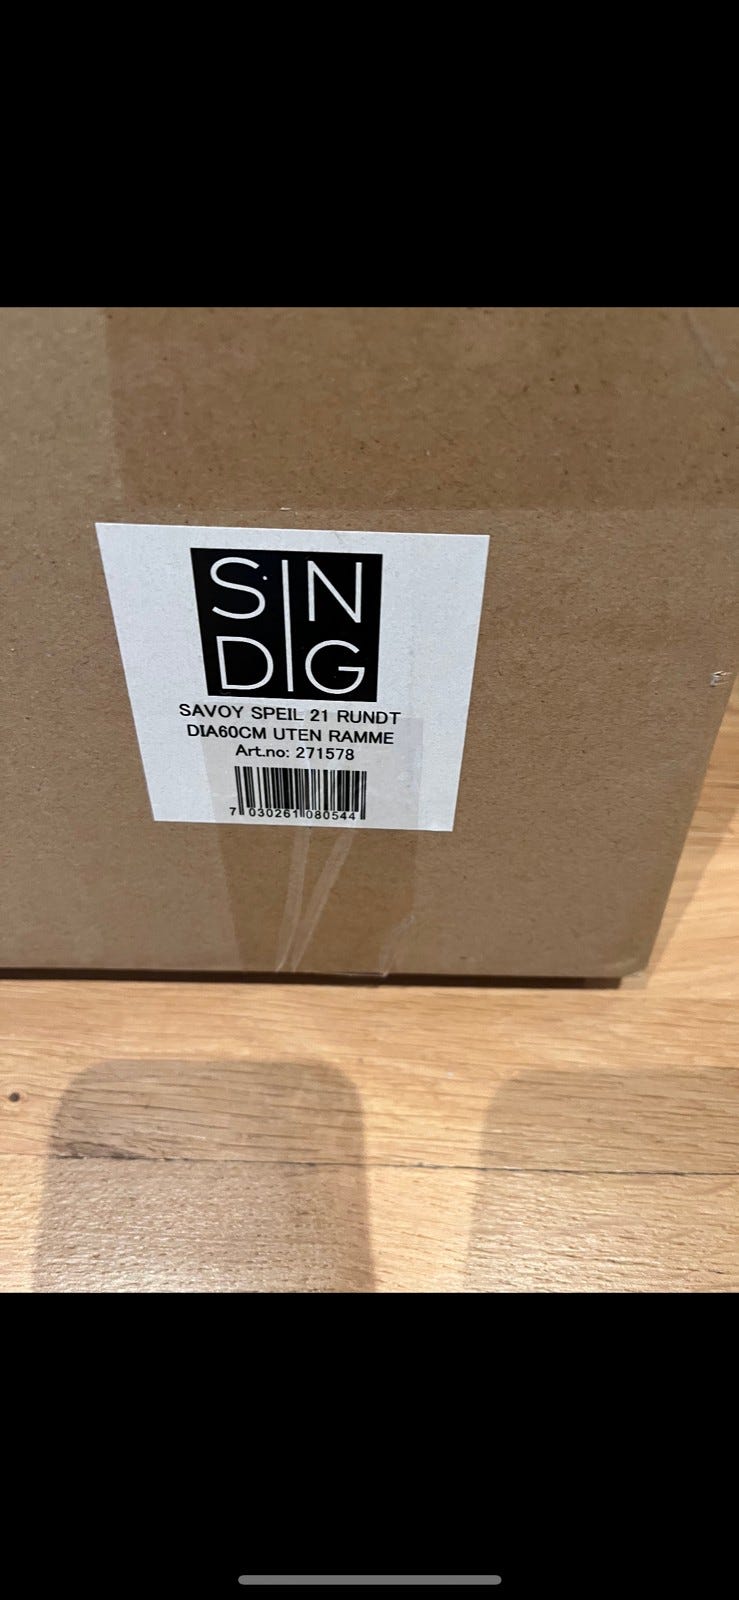 SIN
DIG
SAVOY SPEIL 21 RUNDT
DIA60CM UTEN RAMME
Art.no: 271578
7 030261 080544